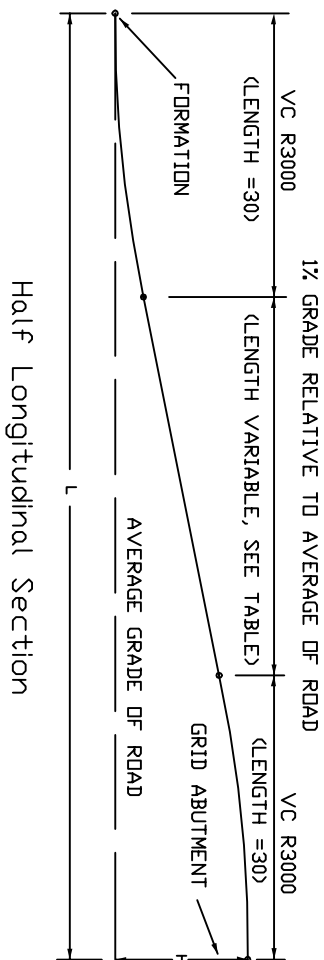 1% GRADE RELATIVE TO AVERAGE OF ROAD
VC R3000
(LENGTH =30)
(LENGTH VARIABLE, SEE TABLE)
VC R3000
(LENGTH =30)
FORMATION
GRID ABUTMENT
AVERAGE GRADE OF ROAD
L
Half Longitudinal Section